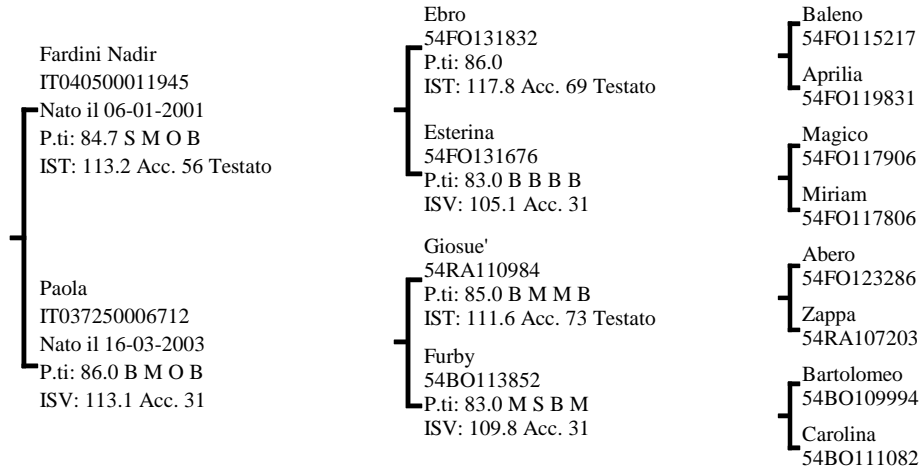 Fardini Nadir
IT040500011945
Nato il 06-01-2001
P.ti: 84.7 S M O B
IST: 113.2 Acc. 56 Testato
Paola
IT037250006712
Nato il 16-03-2003
P.ti: 86.0 B M O B
ISV: 113.1 Acc. 31
Ebro
54FO131832
P.ti: 86.0
IST: 117.8 Acc. 69 Testato
Esterina
54FO131676
P.ti: 83.0 B B B B
ISV: 105.1 Acc. 31
Giosue'
54RA110984
P.ti: 85.0 B M M B
IST: 111.6 Acc. 73 Testato
Furby
54BO113852
P.ti: 83.0 M S B M
ISV: 109.8 Acc. 31
Baleno
54FO115217
Aprilia
54FO119831
Magico
54FO117906
Miriam
54FO117806
Abero
54FO123286
Zappa
54RA107203
Bartolomeo
54BO109994
Carolina
54BO111082